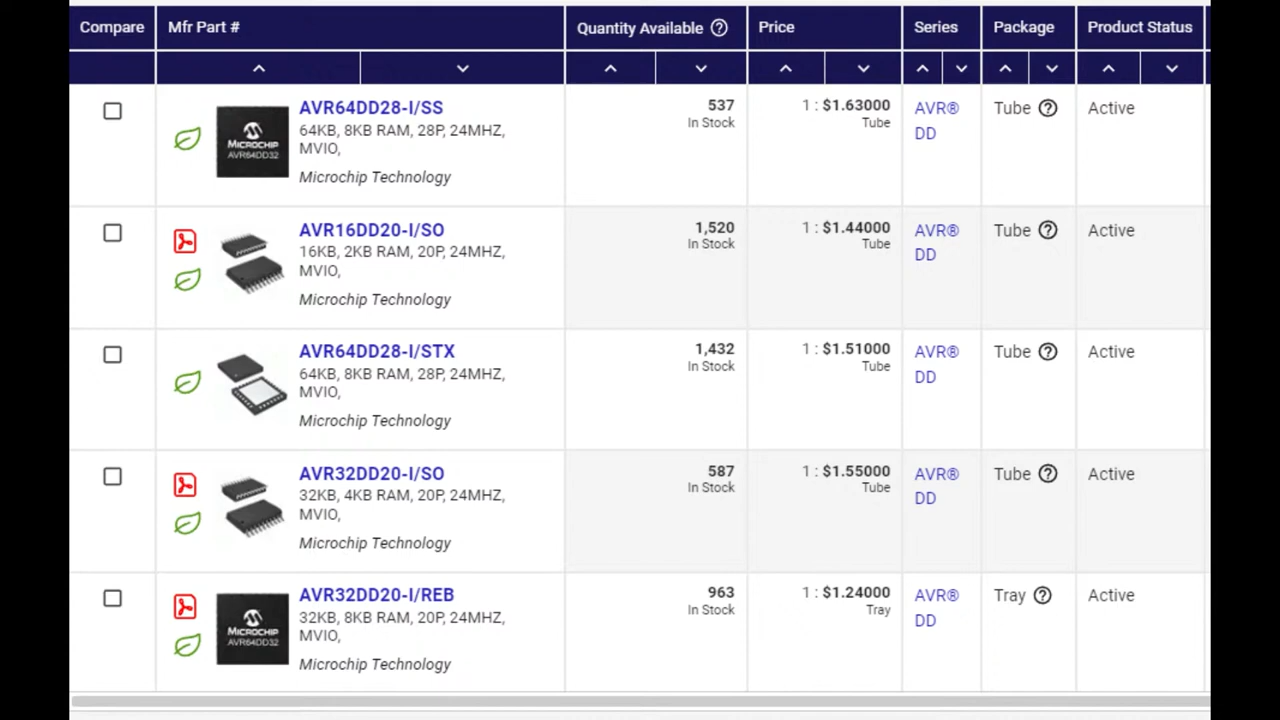 Compare Mfr Part # Quantity Available ? Price Series Package Product Status
MICROCHIP
AVR64DD32
AVR64DD28-I/SS
64KB, 8KB RAM, 28P, 24MHZ,
MVIO,
Microchip Technology
537
In Stock
1 : $1.63000
Tube
AVR®
DD
Tube ?
Active
AVR16DD20-I/SO
16KB, 2KB RAM, 20P, 24MHZ,
MVIO,
Microchip Technology
1,520
In Stock
1 : $1.44000
Tube
AVR®
DD
Tube ?
Active
AVR64DD28-I/STX
64KB, 8KB RAM, 28P, 24MHZ,
MVIO,
Microchip Technology
1,432
In Stock
1 : $1.51000
Tube
AVR®
DD
Tube ?
Active
AVR32DD20-I/SO
32KB, 4KB RAM, 20P, 24MHZ,
MVIO,
Microchip Technology
587
In Stock
1 : $1.55000
Tube
AVR®
DD
Tube ?
Active
MICROCHIP
AVR64DD32
AVR32DD20-I/REB
32KB, 8KB RAM, 20P, 24MHZ,
MVIO,
Microchip Technology
963
In Stock
1 : $1.24000
Tray
AVR®
DD
Tray ?
Active